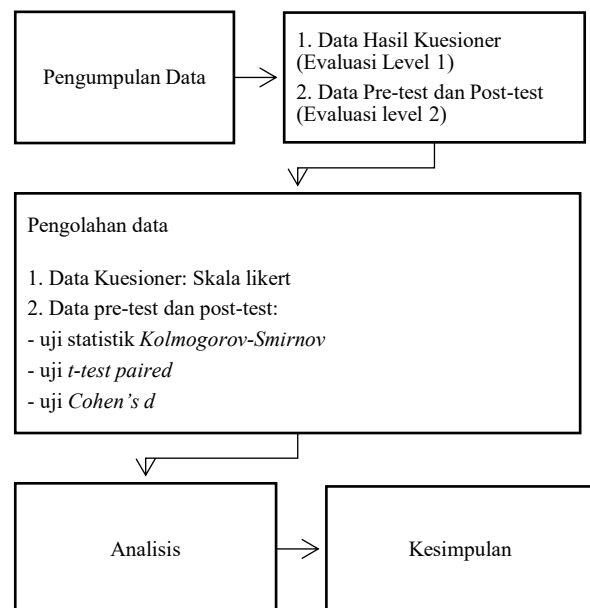 Pengumpulan Data
1. Data Hasil Kuesioner
(Evaluasi Level 1)
2. Data Pre-test dan Post-test
(Evaluasi level 2)
Pengolahan data
1. Data Kuesioner: Skala likert
2. Data pre-test dan post-test:
- uji statistik Kolmogorov-Smirnov
- uji t-test paired
- uji Cohen’s d
Analisis
Kesimpulan